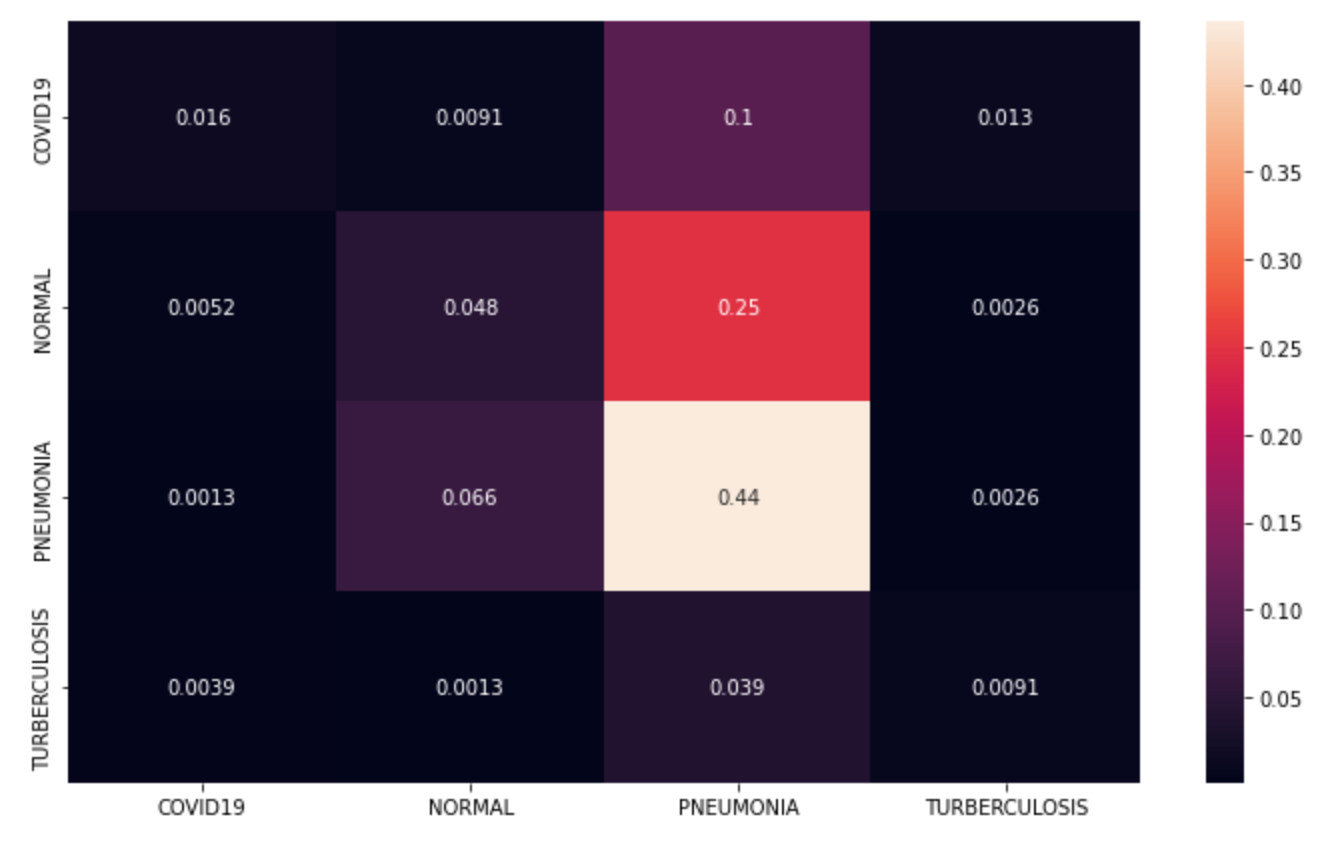 COVID19 0.016 0.0091 0.1 0.013
NORMAL 0.0052 0.048 0.25 0.0026
PNEUMONIA 0.0013 0.066 0.44 0.0026
TURBERCULOSIS 0.0039 0.0013 0.039 0.0091
COVID19 NORMAL PNEUMONIA TURBERCULOSIS
0.40
0.35
0.30
0.25
0.20
0.15
0.10
0.05